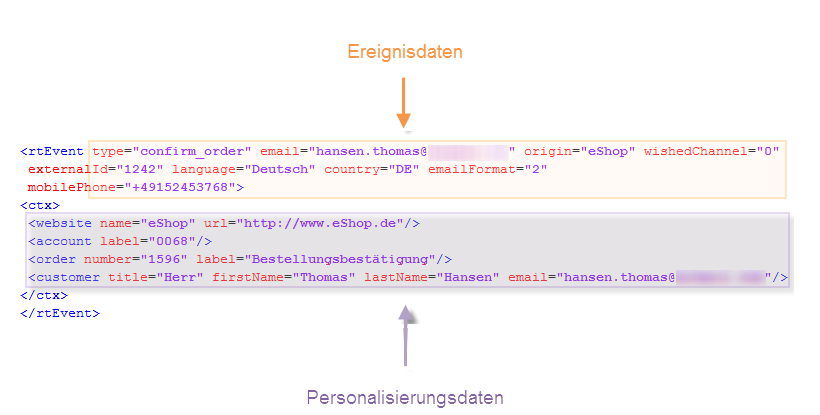 Ereignisdaten
<rtEvent type="confirm_order" email="hansen.thomas@ " origin="eShop" wishedChannel="0"
externalId="1242" language="Deutsch" country="DE" emailFormat="2"
mobilePhone="+49152453768">
<ctx>
<website name="eShop" url="http://www.eShop.de"/>
<account label="0068"/>
<order number="1596" label="Bestellungsbestätigung"/>
<customer title="Herr" firstName="Thomas" lastName="Hansen" email="hansen.thomas@ "/>
</ctx>
</rtEvent>
Personalisierungsdaten